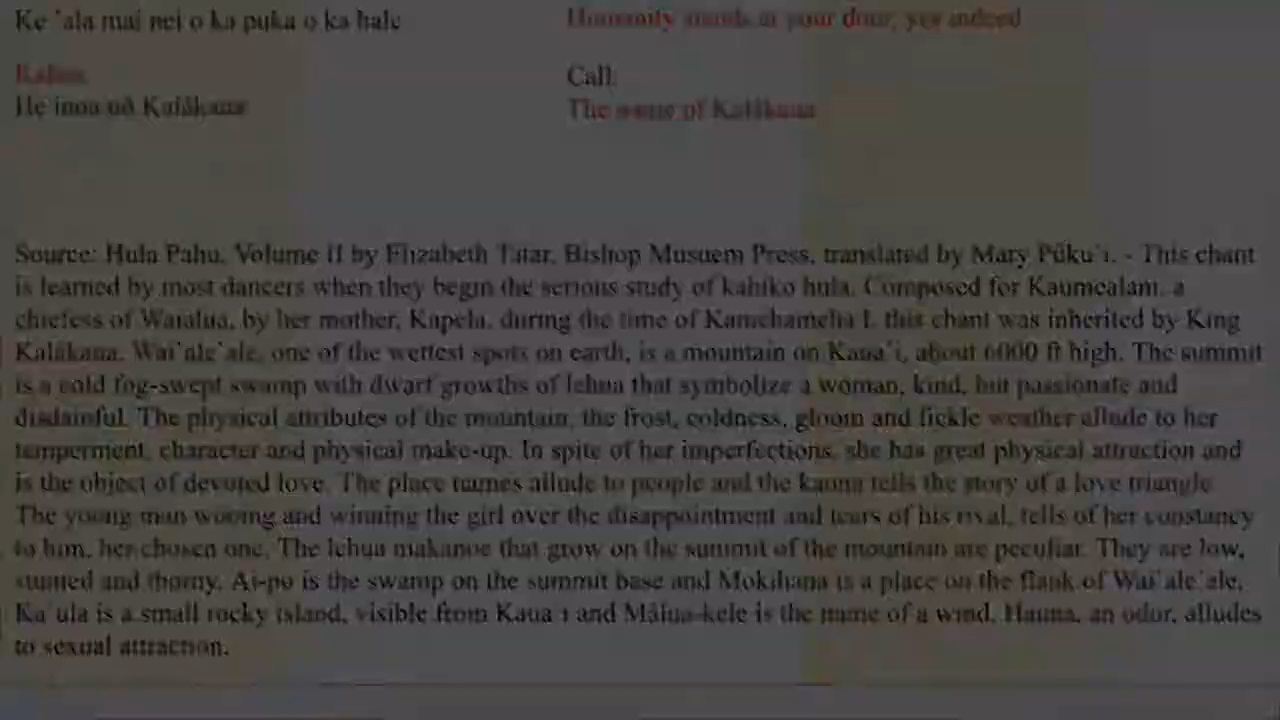 Ke `ala mai nei o ka puka o ka hale
Humanity stands at your door, yes indeed
Kahea
Call
He inoa nō Kalākaua
The name of Kalākaua
Source: Hula Pahu, Volume II by Elizabeth Tatar, Bishop Musuem Press, translated by Mary Pūku`i. - This chant
is learned by most dancers when they begin the serious study of kahiko hula. Composed for Kaumealani, a
chiefess of Waialua, by her mother, Kapela, during the time of Kamehameha I, this chant was inherited by King
Kalākaua. Wai`ale`ale, one of the wettest spots on earth, is a mountain on Kaua`i, about 6000 ft high. The summit
is a cold fog-swept swamp with dwarf growths of lehua that symbolize a woman, kind, but passionate and
disdainful. The physical attributes of the mountain, the frost, coldness, gloom and fickle weather allude to her
temperment, character and physical make-up. In spite of her imperfections, she has great physical attraction and
is the object of devoted love. The place names allude to people and the kaona tells the story of a love triangle
The young man wooing and winning the girl over the disappointment and tears of his rival, tells of her constancy
to him, her chosen one. The lehua makanoe that grow on the summit of the mountain are peculiar. They are low,
stunted and thorny. Ai-po is the swamp on the summit base and Mokihana is a place on the flank of Wai`ale`ale.
Ka`ula is a small rocky island, visible from Kaua`i and Mālua-kele is the name of a wind. Hauna, an odor, alludes
to sexual attraction.